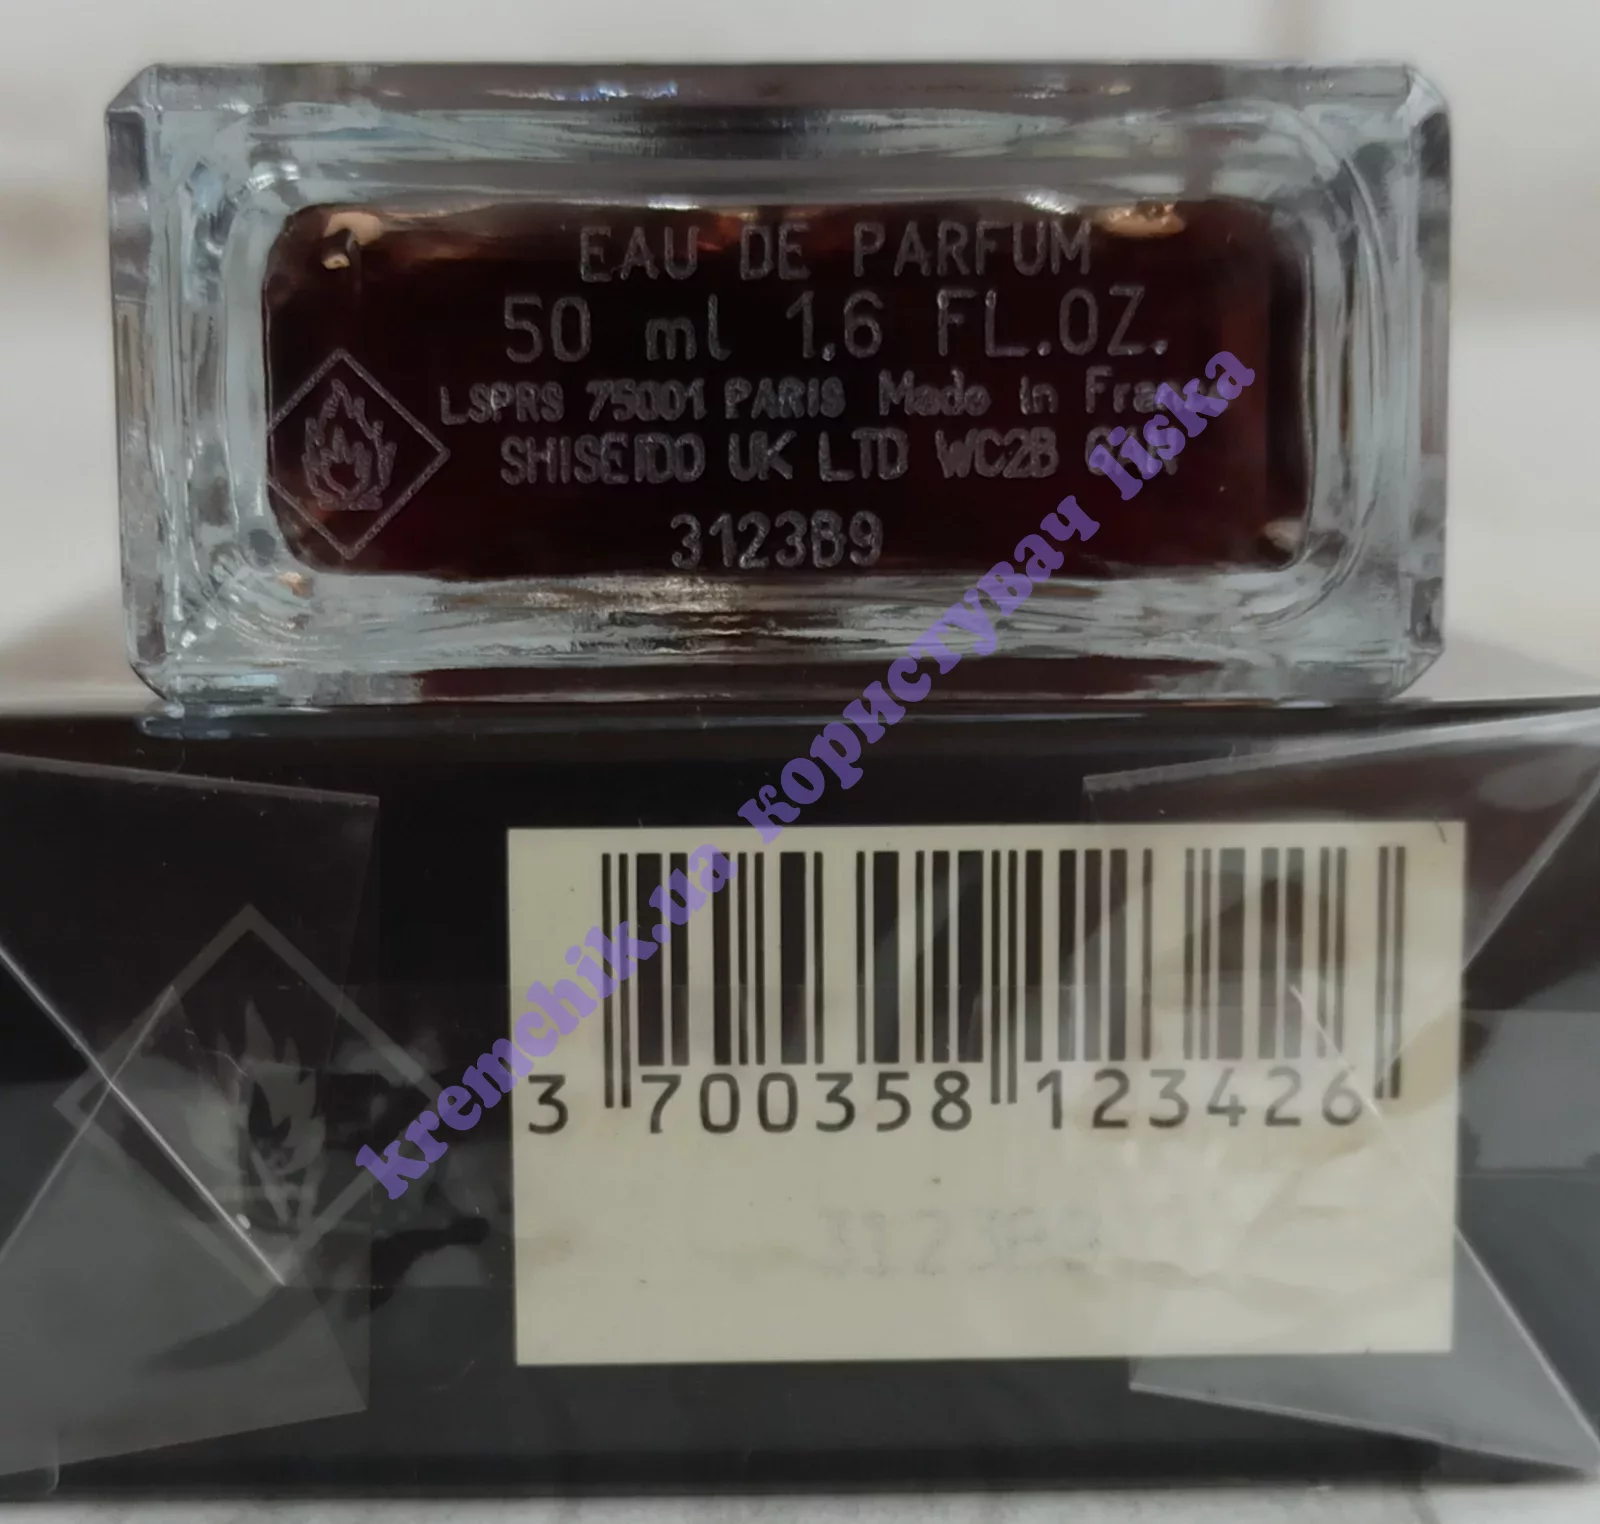 EAU DE PARFUM
50 ml 1.6 FL.OZ.
LSPRS 75001 PARIS Made in France
SHISEIDO UK LTD WC2B
3123B9
kremchik.ua користувач liska
3 700358 123426
3123B9